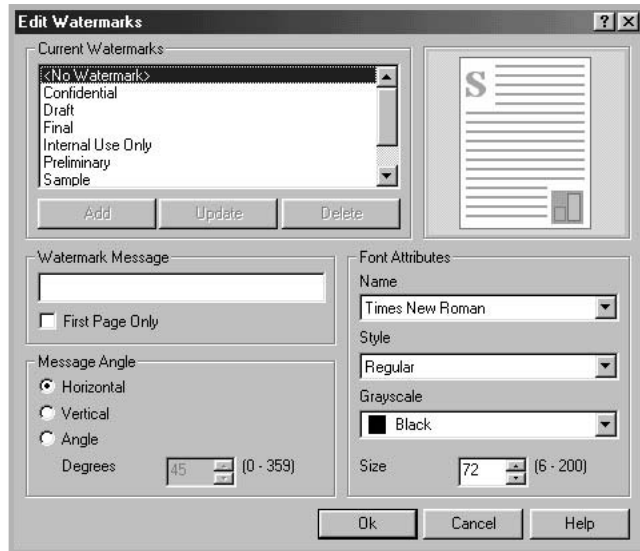 Edit Watermarks
Current Watermarks
<No Watermark>
Confidential
Draft
Final
Internal Use Only
Preliminary
Sample
Add Update Delete
S
Watermark Message
First Page Only
Message Angle
Horizontal
Vertical
Angle
Degrees 45 (0 - 359)
Font Attributes
Name
Times New Roman
Style
Regular
Grayscale
Black
Size 72 (6 - 200)
Ok Cancel Help